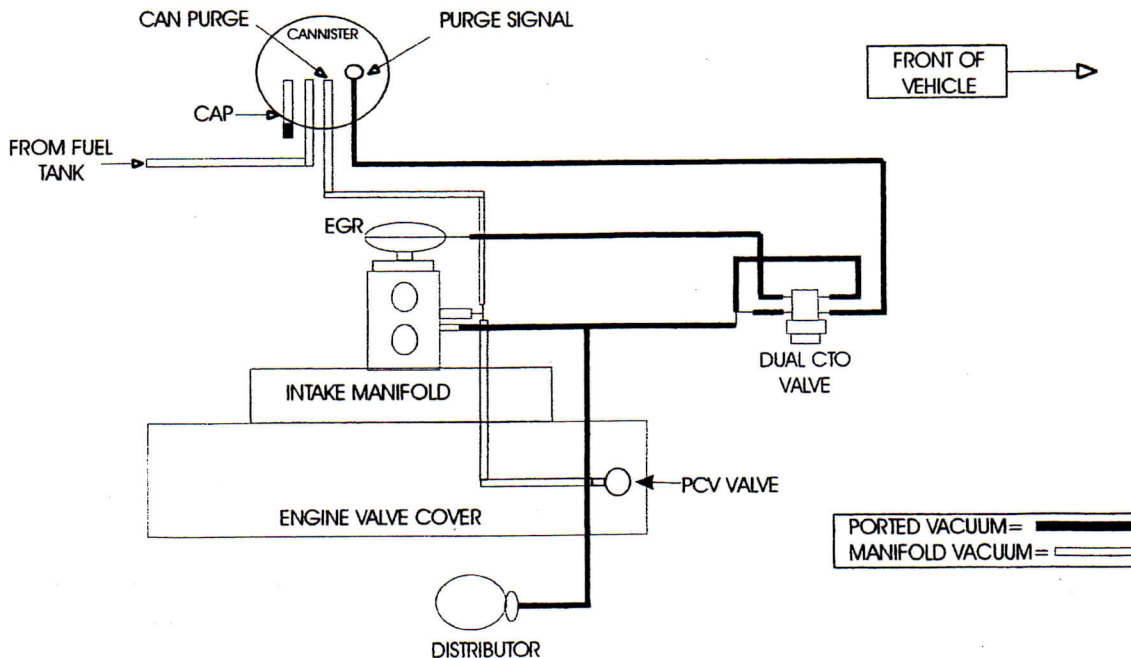 CAN PURGE
CANNISTER
PURGE SIGNAL
FRONT OF
VEHICLE
CAP
FROM FUEL
TANK
EGR
DUAL CTO
VALVE
INTAKE MANIFOLD
PCV VALVE
ENGINE VALVE COVER
PORTED VACUUM=
MANIFOLD VACUUM=
DISTRIBUTOR